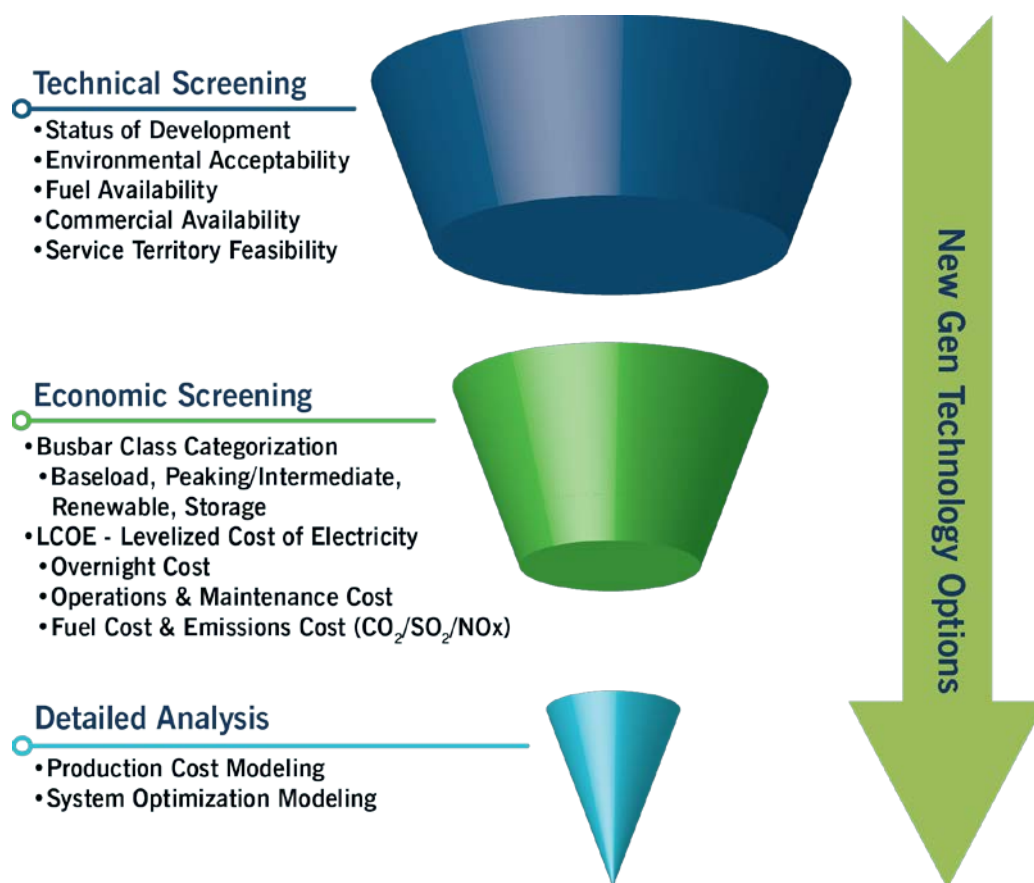 Technical Screening
•Status of Development
•Environmental Acceptability
•Fuel Availability
•Commercial Availability
•Service Territory Feasibility
Economic Screening
•Busbar Class Categorization
•Baseload, Peaking/Intermediate,
Renewable, Storage
•LCOE - Levelized Cost of Electricity
•Overnight Cost
•Operations & Maintenance Cost
•Fuel Cost & Emissions Cost (CO₂/SO₂/NOx)
Detailed Analysis
•Production Cost Modeling
•System Optimization Modeling
New Gen Technology Options